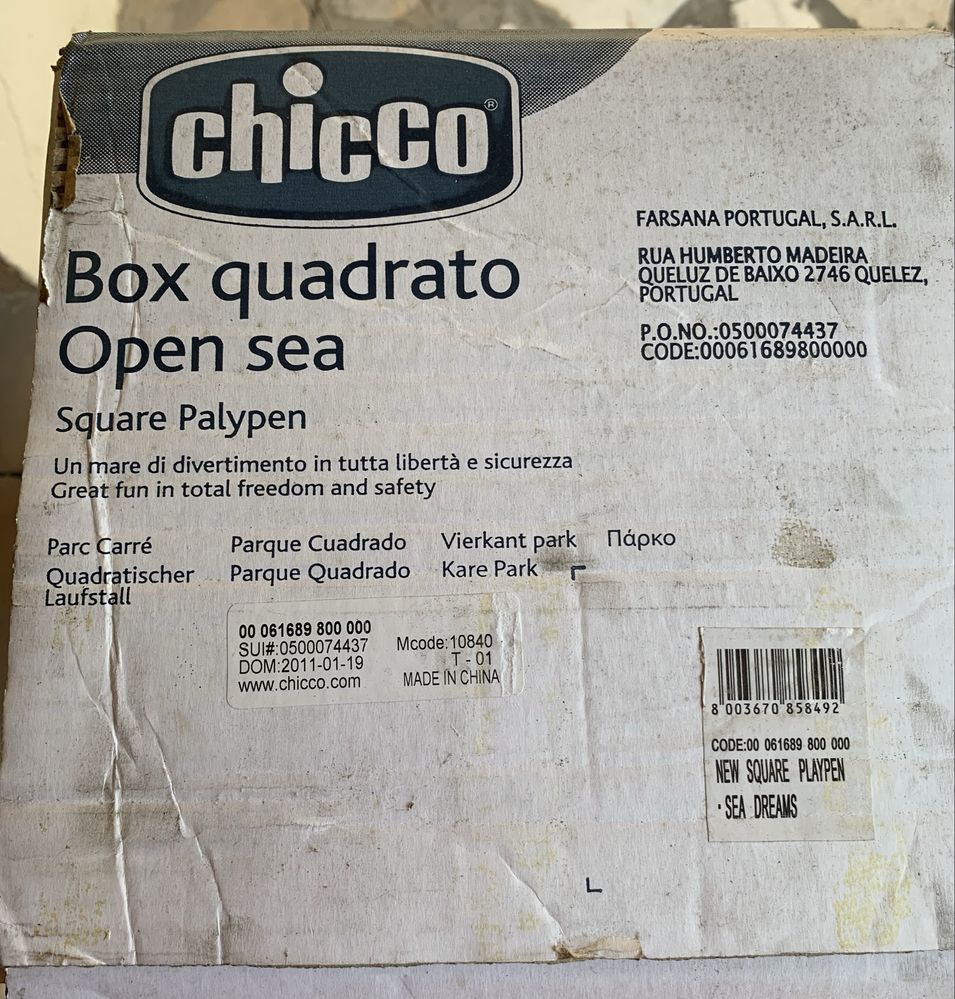 chicco®
Box quadrato
Open sea
Square Palypen
Un mare di divertimento in tutta libertà e sicurezza
Great fun in total freedom and safety
FARSANA PORTUGAL, S.A.R.L.
RUA HUMBERTO MADEIRA
QUELUZ DE BAIXO 2746 QUELEZ,
PORTUGAL
P.O.NO.:0500074437
CODE:00061689800000
Parc Carré
Quadratischer
Laufstall
Parque Cuadrado
Parque Quadrado
Vierkant park
Kare Park
Πάρκο
00 061689 800 000
SUI#:0500074437
DOM:2011-01-19
www.chicco.com
Mcode:10840
T - 01
MADE IN CHINA
8 003670 858492
CODE:00 061689 800 000
NEW SQUARE PLAYPEN
· SEA DREAMS